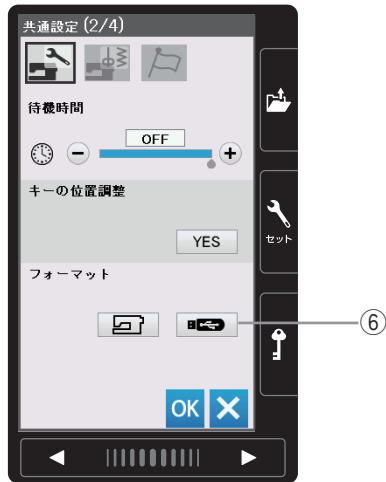 共通設定 (2/4)
待機時間
OFF
キーの位置調整
YES
セット
フォーマット
⑥
OK